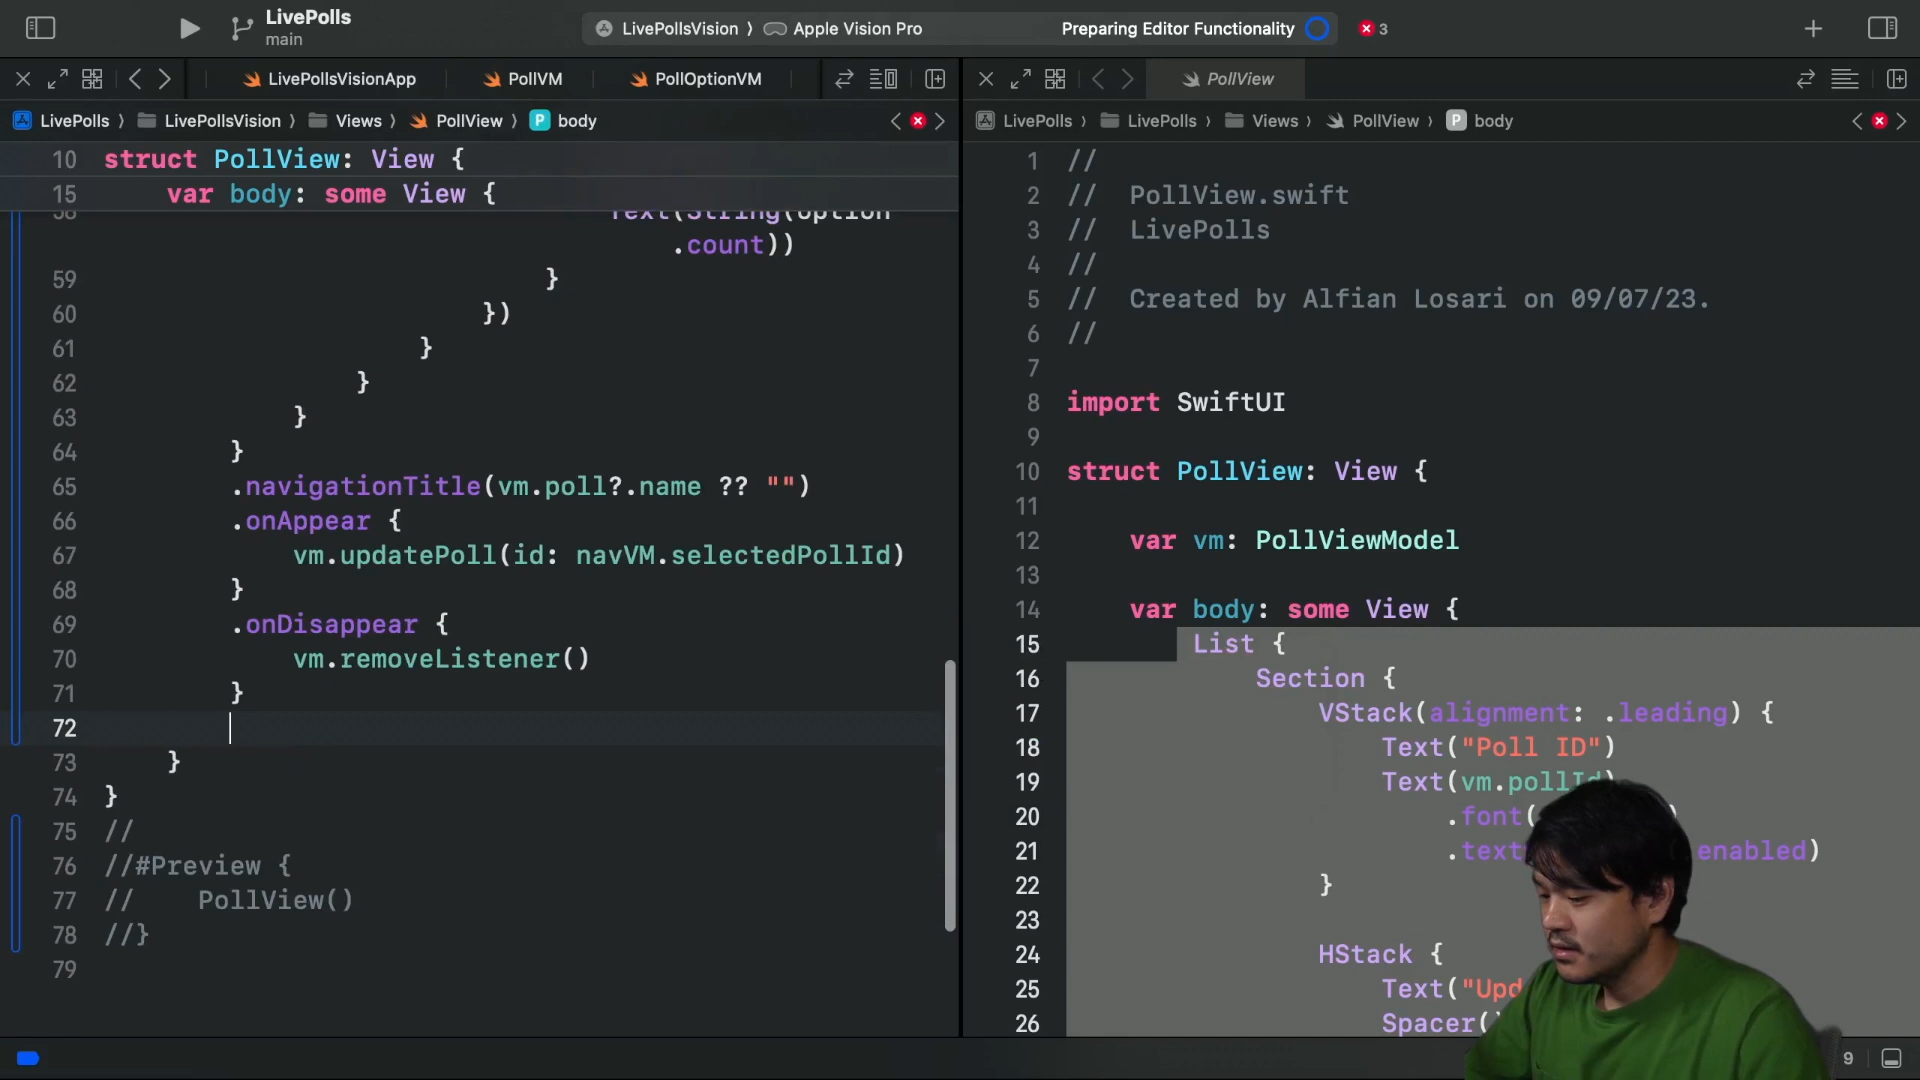 LivePolls
main
LivePollsVision ⟩ Apple Vision Pro
Preparing Editor Functionality
3
LivePollsVisionApp
PollVM
PollOptionVM
LivePolls ⟩ LivePollsVision ⟩ Views ⟩ PollView ⟩ P body
10 struct PollView: View {
15 var body: some View {
58 Text(String(option
.count))
59 }
60 })
61 }
62 }
63 }
64 }
65 .navigationTitle(vm.poll?.name ?? "")
66 .onAppear {
67 vm.updatePoll(id: navVM.selectedPollId)
68 }
69 .onDisappear {
70 vm.removeListener()
71 }
72
73 }
74 }
75 //
76 //#Preview {
77 // PollView()
78 //}
79
PollView
LivePolls ⟩ LivePolls ⟩ Views ⟩ PollView ⟩ P body
1 //
2 // PollView.swift
3 // LivePolls
4 //
5 // Created by Alfian Losari on 09/07/23.
6 //
7
8 import SwiftUI
9
10 struct PollView: View {
11
12 var vm: PollViewModel
13
14 var body: some View {
15 List {
16 Section {
17 VStack(alignment: .leading) {
18 Text("Poll ID")
19 Text(vm.pollId)
20 .font(
21 .text enabled)
22 }
23
24 HStack {
25 Text("Upd
26 Spacer()
9